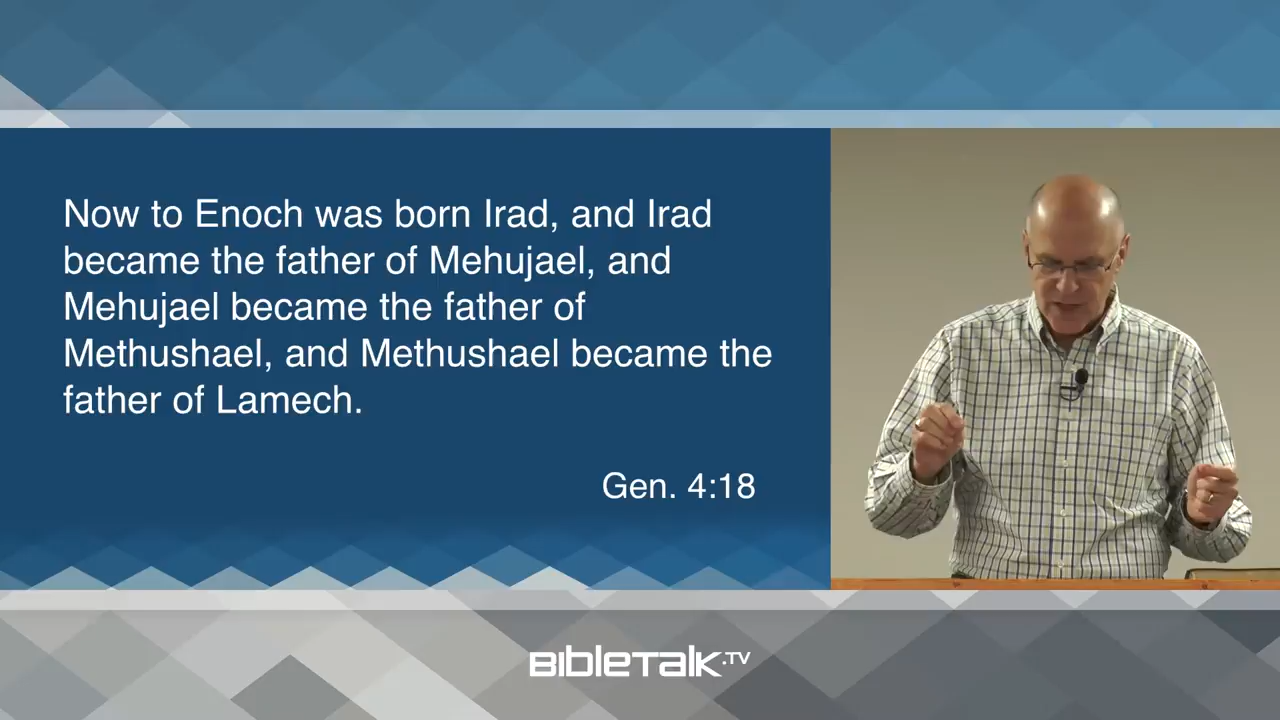 Now to Enoch was born Irad, and Irad
became the father of Mehujael, and
Mehujael became the father of
Methushael, and Methushael became the
father of Lamech.
Gen. 4:18
BIBLETALK.TV